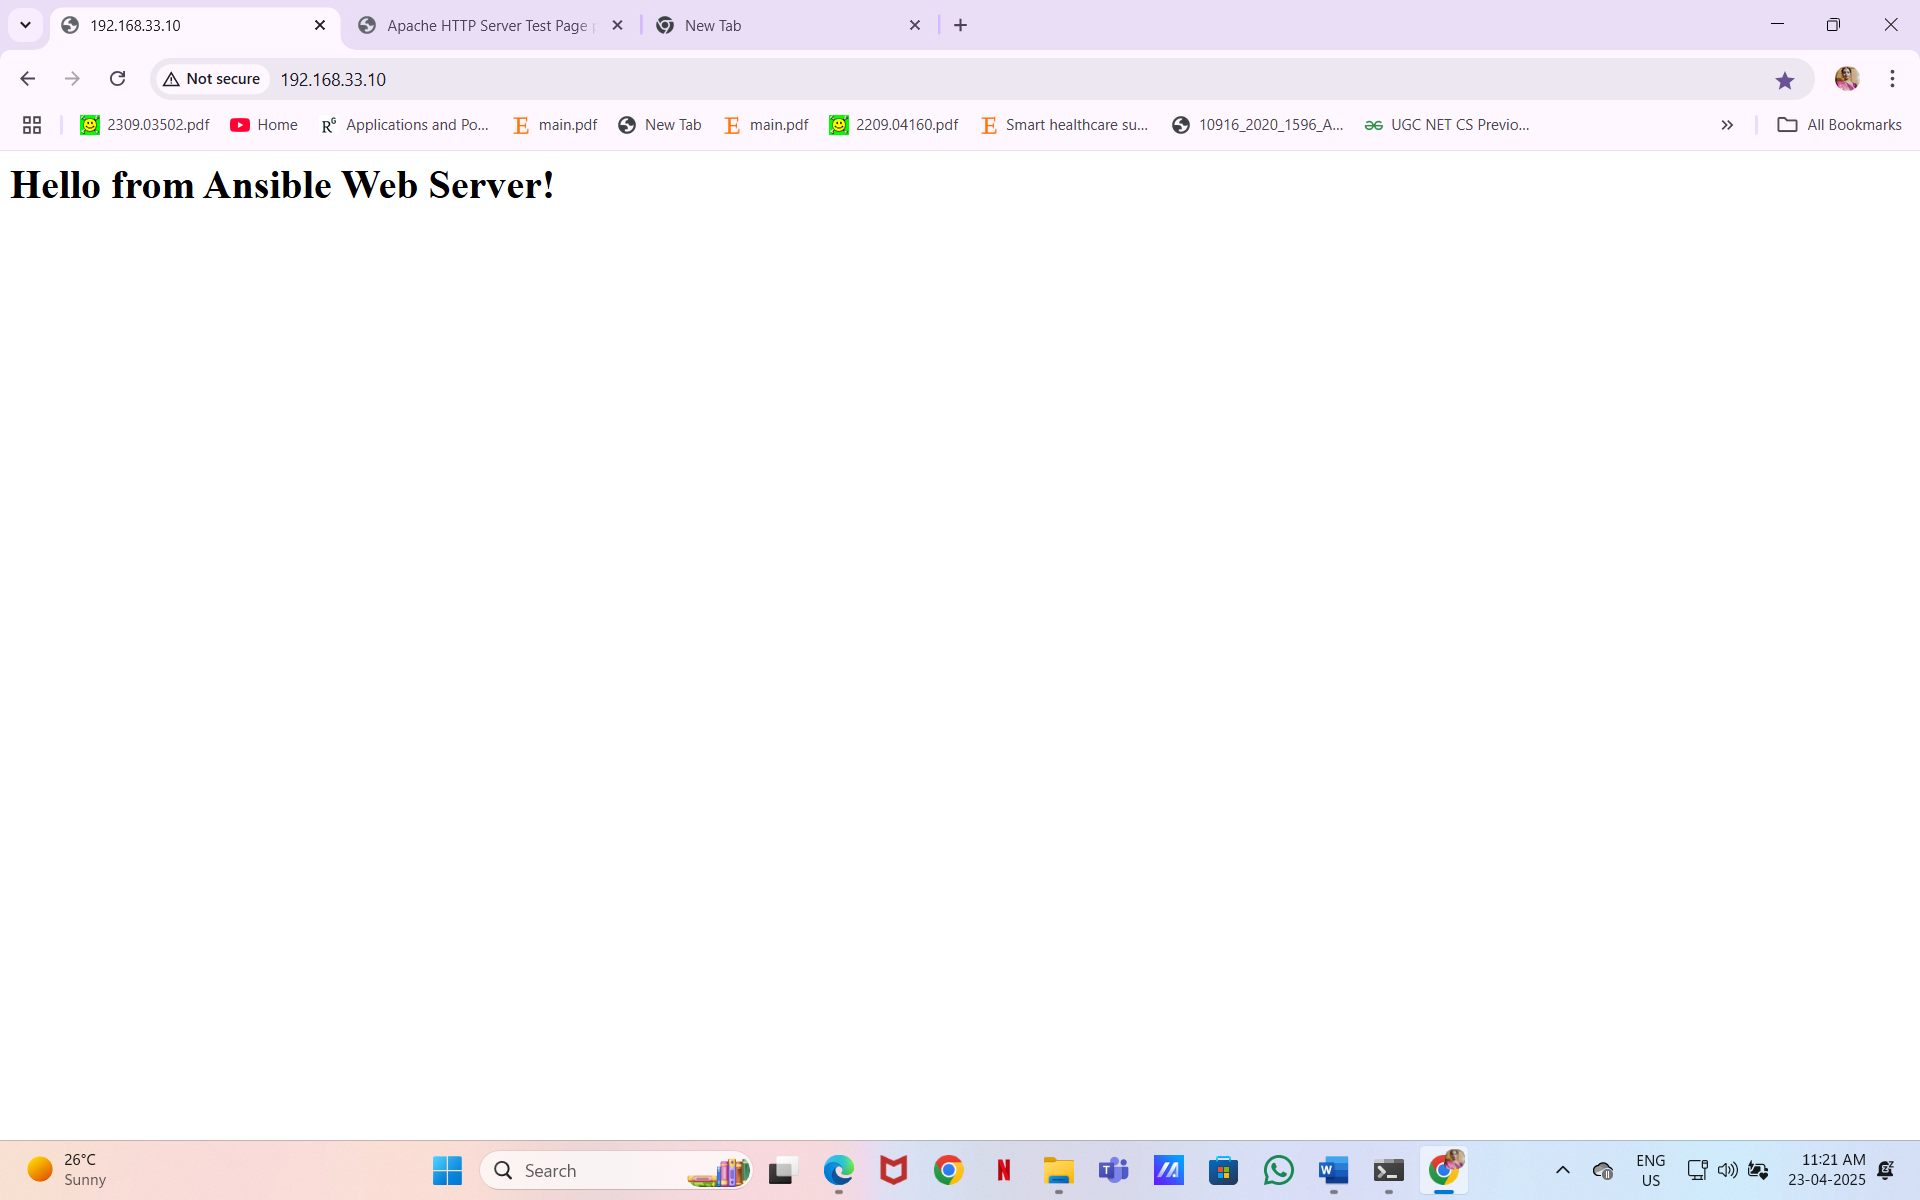 192.168.33.10
Apache HTTP Server Test Page
New Tab
Not secure
192.168.33.10
2309.03502.pdf
Home
Applications and Po...
main.pdf
New Tab
main.pdf
2209.04160.pdf
Smart healthcare su...
10916_2020_1596_A...
UGC NET CS Previo...
All Bookmarks
Hello from Ansible Web Server!
26°C
Sunny
Search
ENG
US
11:21 AM
23-04-2025